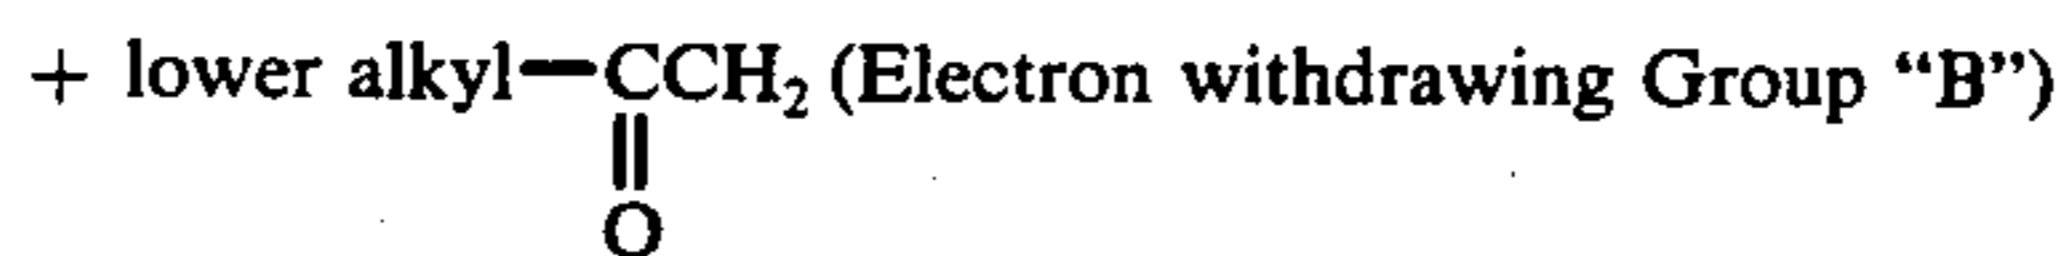 + lower alkyl—CCH₂ (Electron withdrawing Group “B”)
||
O